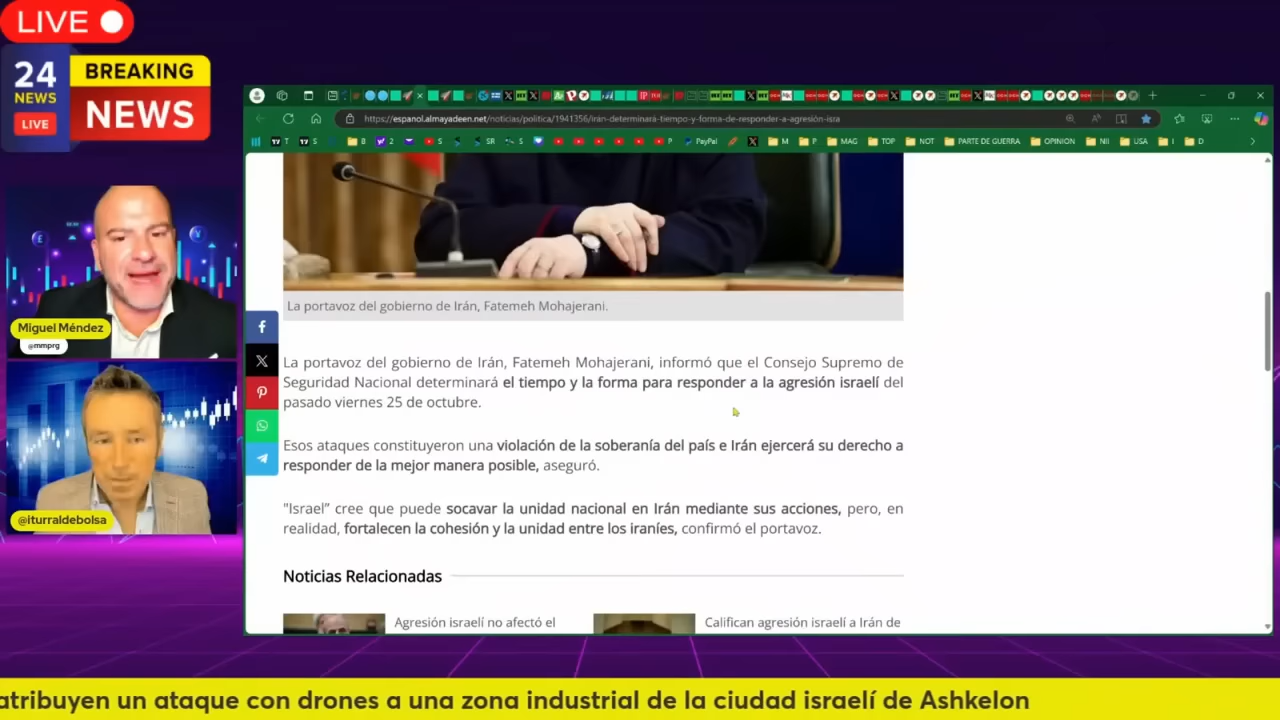 LIVE
24
NEWS
LIVE
BREAKING
NEWS
https://espanol.almayadeen.net/noticias/politica/1941356/irán-determinará-tiempo-y-forma-de-responder-a-agresión-isra
T
S
8
2
S
SR
S
P
PayPal
M
P
MAG
TOP
NOT
PARTE DE GUERRA
OPINION
NII
USA
I
D
Miguel Méndez
@mmprg
@iturraldebolsa
La portavoz del gobierno de Irán, Fatemeh Mohajerani.
La portavoz del gobierno de Irán, Fatemeh Mohajerani, informó que el Consejo Supremo de
Seguridad Nacional determinará el tiempo y la forma para responder a la agresión israelí del
pasado viernes 25 de octubre.
Esos ataques constituyeron una violación de la soberanía del país e Irán ejercerá su derecho a
responder de la mejor manera posible, aseguró.
"Israel" cree que puede socavar la unidad nacional en Irán mediante sus acciones, pero, en
realidad, fortalecen la cohesión y la unidad entre los iraníes, confirmó el portavoz.
Noticias Relacionadas
Agresión israelí no afectó el
Califican agresión israelí a Irán de
atribuyen un ataque con drones a una zona industrial de la ciudad israelí de Ashkelon